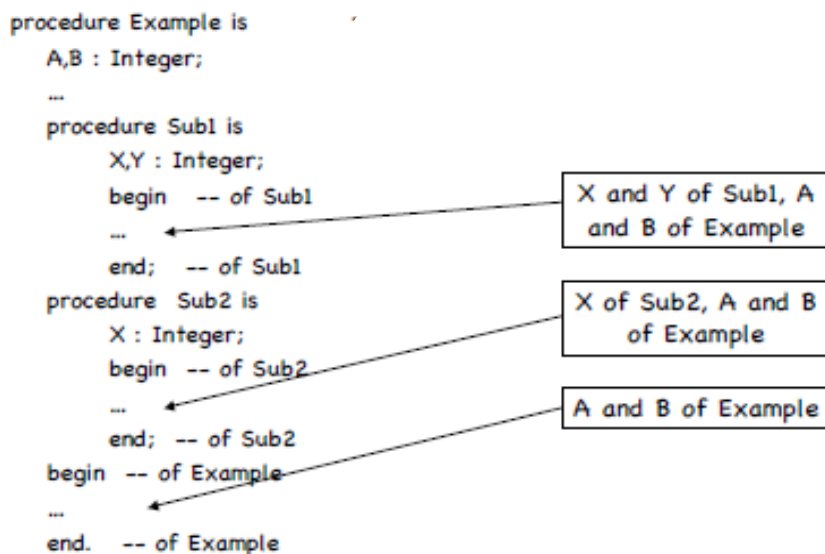 procedure Example is
A,B : Integer;
...
procedure Sub1 is
X,Y : Integer;
begin -- of Sub1
...
end; -- of Sub1
procedure Sub2 is
X : Integer;
begin -- of Sub2
...
end; -- of Sub2
begin -- of Example
...
end. -- of Example
X and Y of Sub1, A
and B of Example
X of Sub2, A and B
of Example
A and B of Example